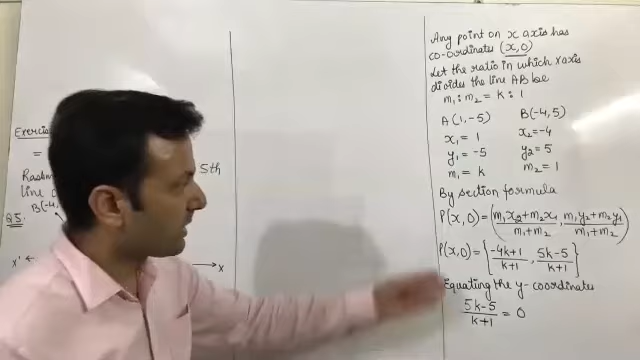 Exercise
=
5th
line
Q5
B(-4,
x'
x
Any point on x axis has
co-ordinates (x,0)
Let the ratio in which x axis
divides the line AB be
m₁ : m₂ = k : 1
A(1,-5) B(-4,5)
x₁ = 1 x₂ = -4
y₁ = -5 y₂ = 5
m₁ = k m₂ = 1
By section formula
P(x,0) = (m₁x₂+m₂x₁/m₁+m₂, m₁y₂+m₂y₁/m₁+m₂)
P(x,0) = {-4k+1/k+1, 5k-5/k+1}
Equating the y-coordinates
5k-5/k+1 = 0